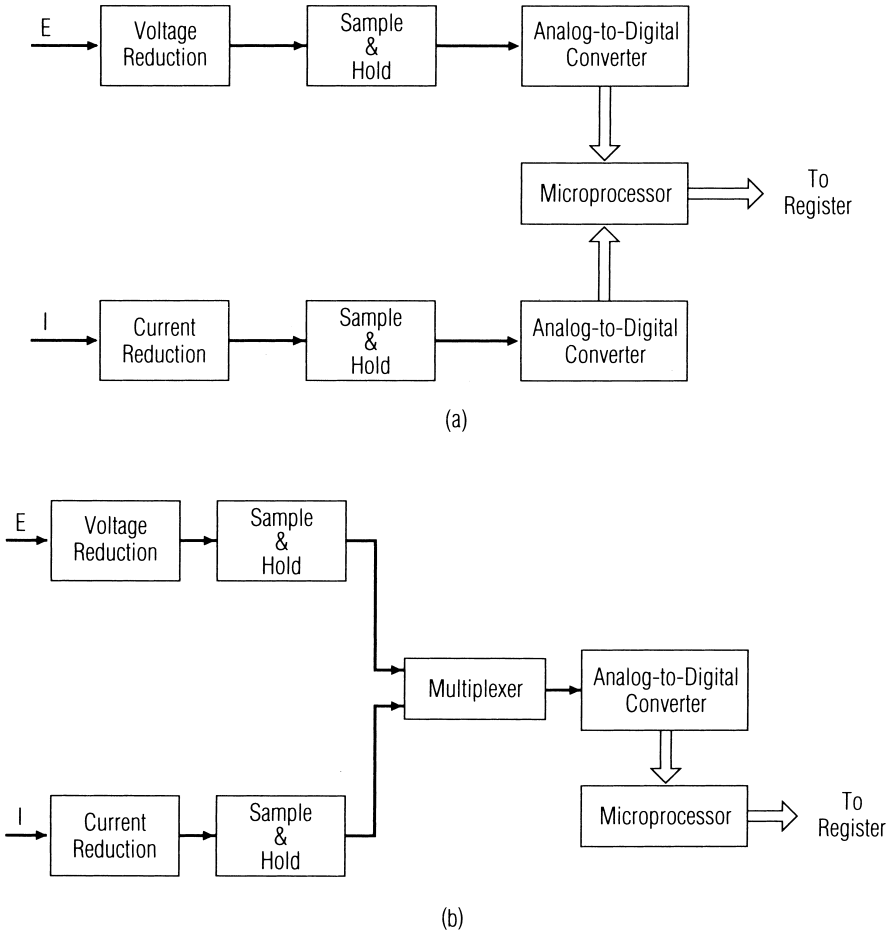 E
Voltage
Reduction
Sample
&
Hold
Analog-to-Digital
Converter
Microprocessor
To
Register
I
Current
Reduction
Sample
&
Hold
Analog-to-Digital
Converter
(a)
E
Voltage
Reduction
Sample
&
Hold
Multiplexer
Analog-to-Digital
Converter
Microprocessor
To
Register
I
Current
Reduction
Sample
&
Hold
(b)